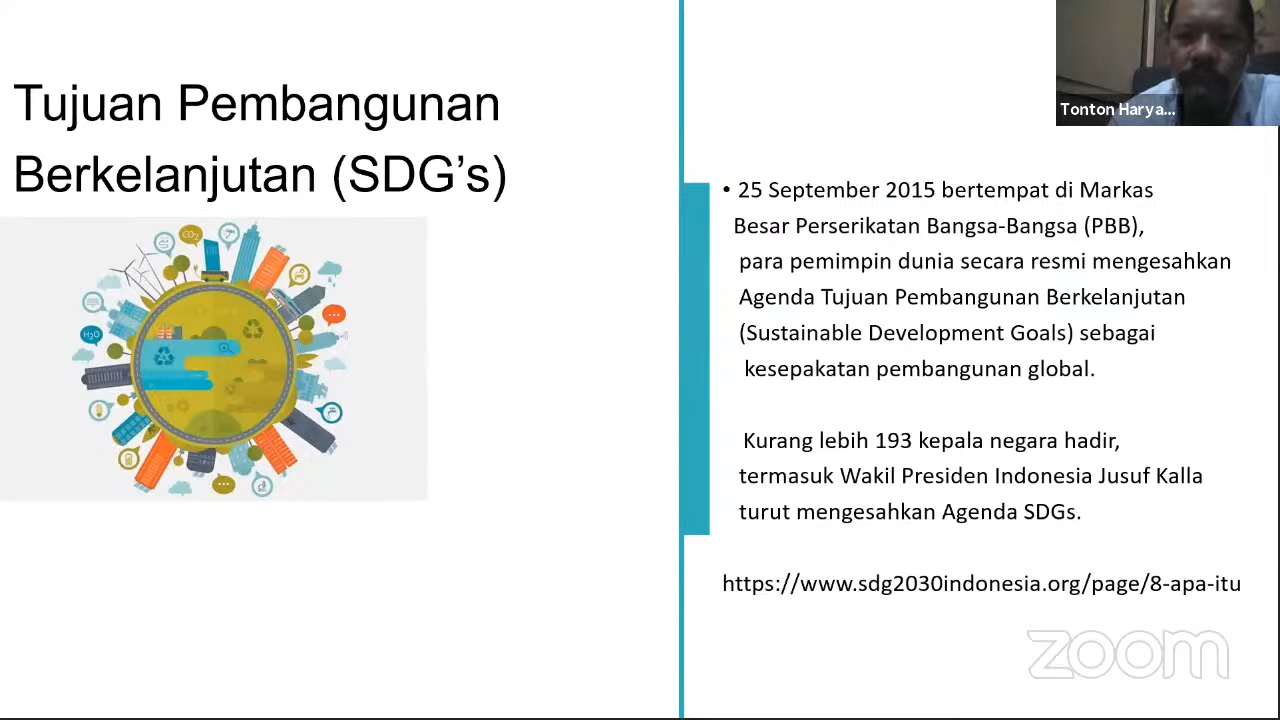 Tujuan Pembangunan
Berkelanjutan (SDG’s)
CO2
H2O
Tonton Harya...
• 25 September 2015 bertempat di Markas
Besar Perserikatan Bangsa-Bangsa (PBB),
para pemimpin dunia secara resmi mengesahkan
Agenda Tujuan Pembangunan Berkelanjutan
(Sustainable Development Goals) sebagai
kesepakatan pembangunan global.
Kurang lebih 193 kepala negara hadir,
termasuk Wakil Presiden Indonesia Jusuf Kalla
turut mengesahkan Agenda SDGs.
https://www.sdg2030indonesia.org/page/8-apa-itu
zoom